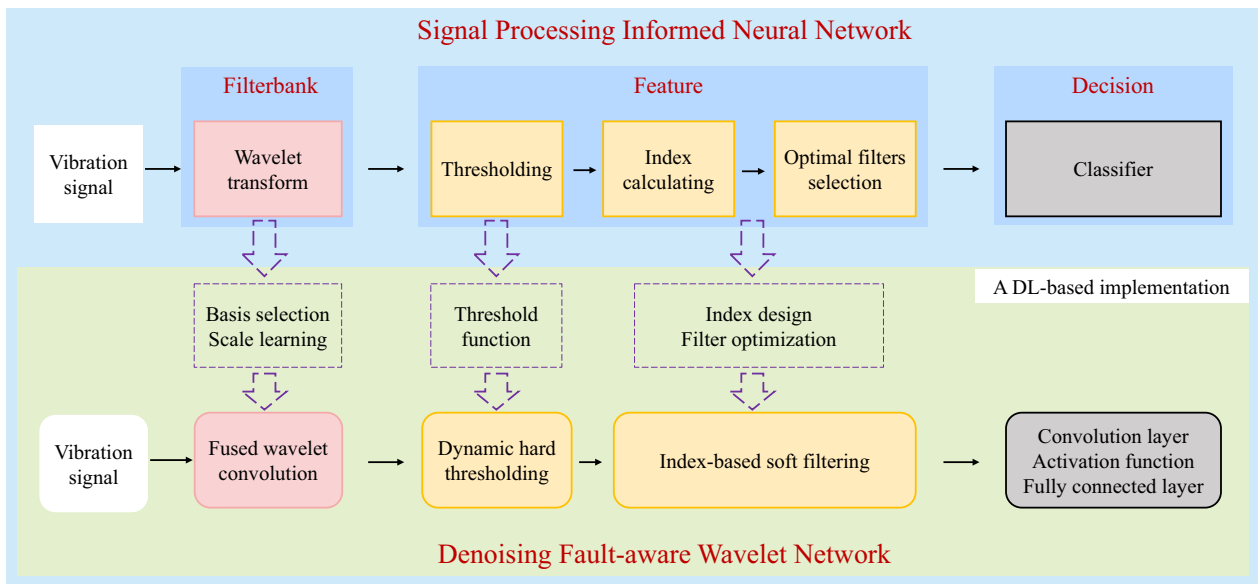 Signal Processing Informed Neural Network
Filterbank
Feature
Decision
Vibration
signal
Wavelet
transform
Thresholding
Index
calculating
Optimal filters
selection
Classifier
A DL-based implementation
Basis selection
Scale learning
Threshold
function
Index design
Filter optimization
Vibration
signal
Fused wavelet
convolution
Dynamic hard
thresholding
Index-based soft filtering
Convolution layer
Activation function
Fully connected layer
Denoising Fault-aware Wavelet Network